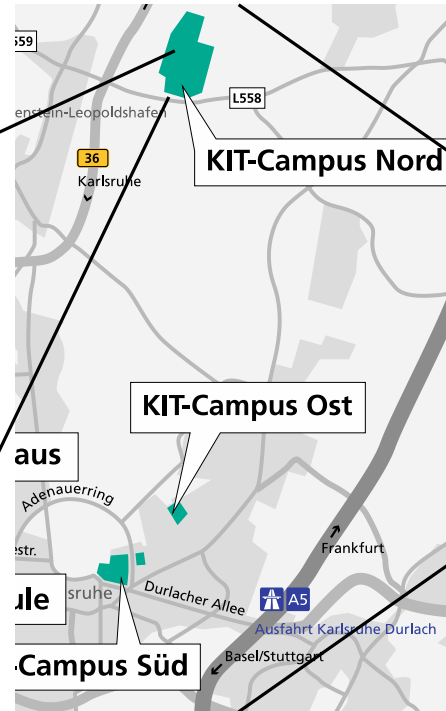 559
L558
enstein-Leopoldshafen
KIT-Campus Nord
36
Karlsruhe
KIT-Campus Ost
aus
Adenauerring
estr.
Frankfurt
ule
sruhe
Durlacher Allee
A5
Ausfahrt Karlsruhe Durlach
-Campus Süd
Basel/Stuttgart